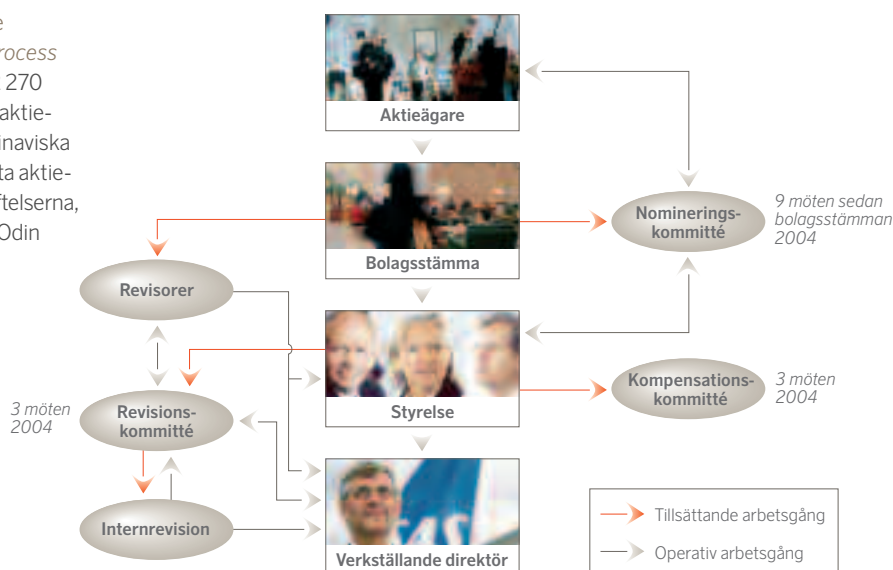 e
rocess
270
aktie-
inaviska
ta aktie-
ftelserna,
Odin
Aktieägare
9 möten sedan
bolagsstämman
2004
Nominerings-
kommitté
Bolagsstämma
Revisorer
3 möten
2004
Revisions-
kommitté
Styrelse
Kompensations-
kommitté
3 möten
2004
Internrevision
Verkställande direktör
Tillsättande arbetsgång
Operativ arbetsgång